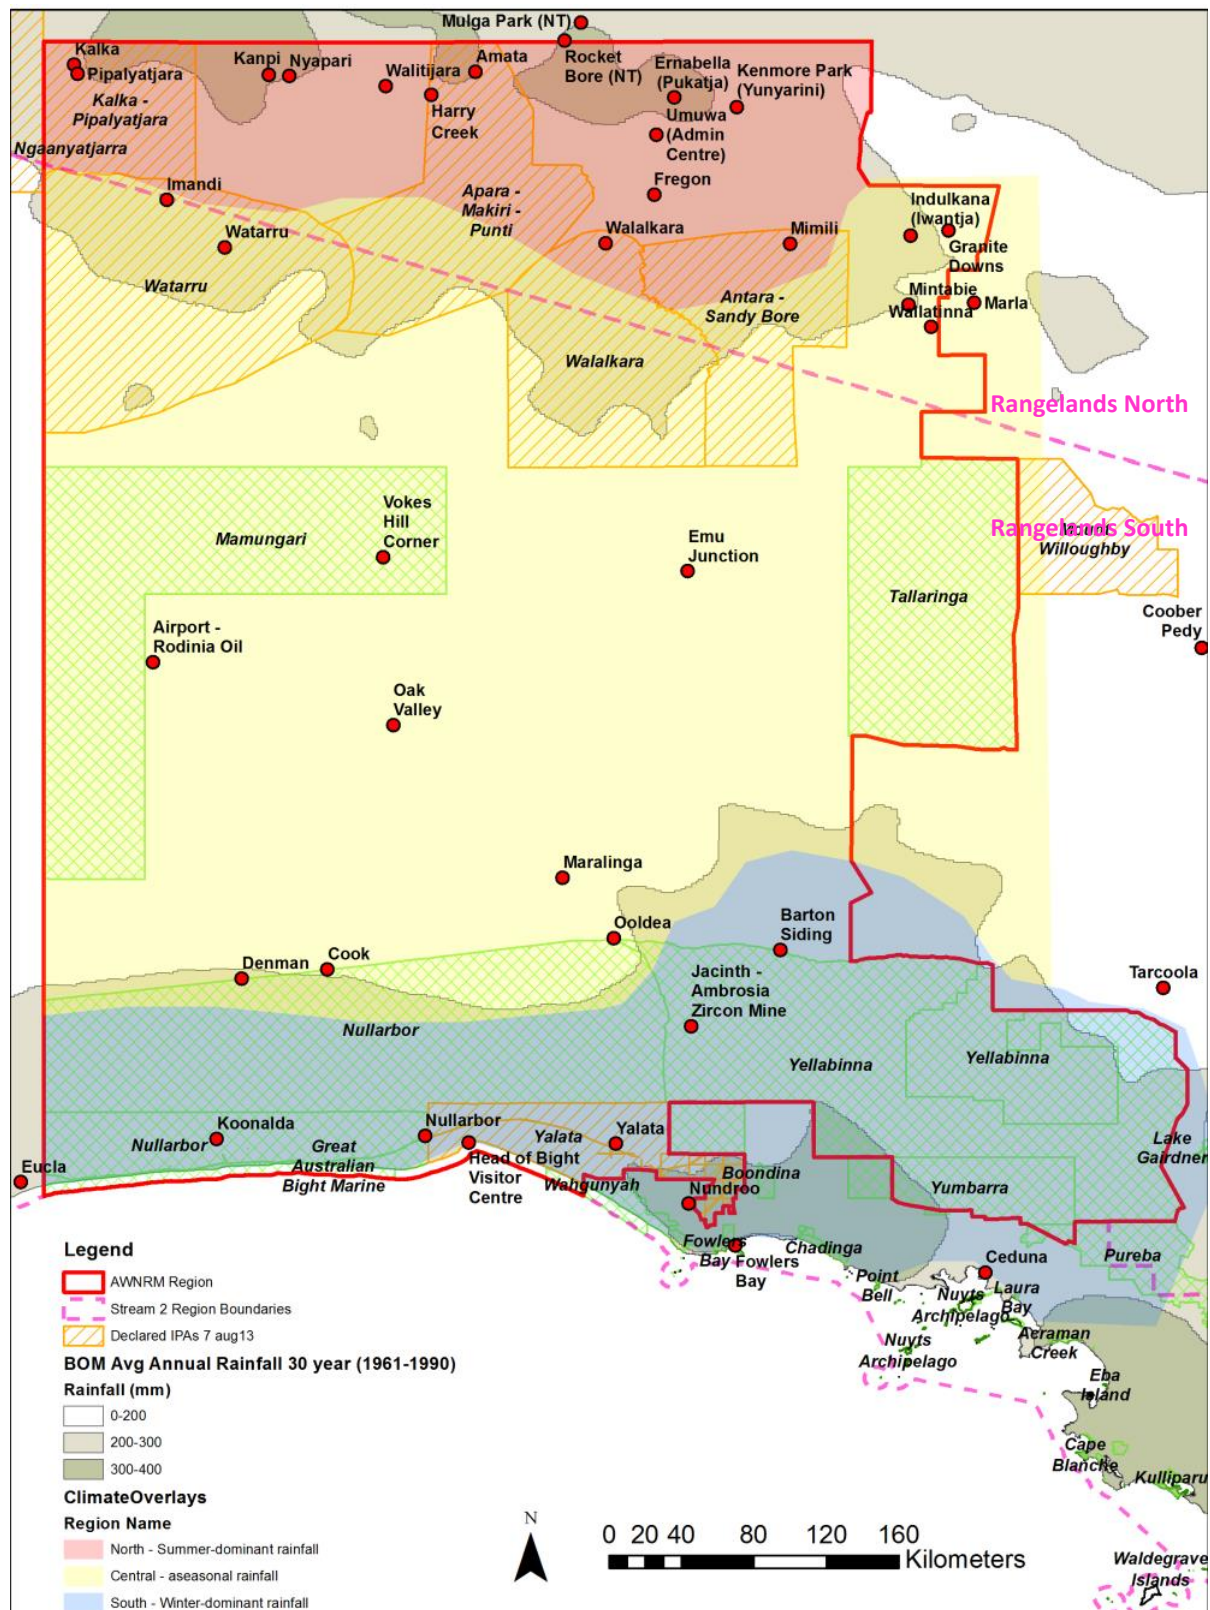 Mulga Park (NT)
Kalka
Pipalyatjara
Kalka -
Pipalyatjara
Kanpi
Nyapari
Walitijara
Amata
Harry
Creek
Rocket
Bore (NT)
Ernabella
(Pukatja)
Kenmore Park
(Yunyarini)
Umuwa
(Admin
Centre)
Ngaanyatjarra
Imandi
Apara -
Makiri -
Punti
Fregon
Indulkana
(Iwantja)
Watarru
Walalkara
Mimili
Granite
Downs
Watarru
Antara -
Sandy Bore
Mintabie
Marla
Wallatinna
Walalkara
Rangelands North
Vokes
Hill
Corner
Mamungari
Emu
Junction
Rangelands South
Willoughby
Tallaringa
Airport -
Rodinia Oil
Coober
Pedy
Oak
Valley
Maralinga
Ooldea
Barton
Siding
Denman
Cook
Jacinth -
Ambrosia
Zircon Mine
Tarcoola
Nullarbor
Yellabinna
Yellabinna
Koonalda
Nullarbor
Nullarbor
Great
Australian
Bight Marine
Yalata
Yalata
Head of Bight
Visitor
Centre
Eucla
Wahgunyah
Boondina
Nundroo
Yumbarra
Lake
Gairdner
Fowlers
Bay
Fowlers
Bay
Chadinga
Ceduna
Pureba
Point
Bell
Nuyts
Archipelago
Laura
Bay
Nuyts
Archipelago
Acraman
Creek
Eba
Island
Cape
Blanche
Kulliparu
Waldegrave
Islands
Legend
AWNRM Region
Stream 2 Region Boundaries
Declared IPAs 7 aug13
BOM Avg Annual Rainfall 30 year (1961-1990)
Rainfall (mm)
0-200
200-300
300-400
ClimateOverlays
Region Name
North - Summer-dominant rainfall
Central - aseasonal rainfall
South - Winter-dominant rainfall
N
0 20 40 80 120 160
Kilometers